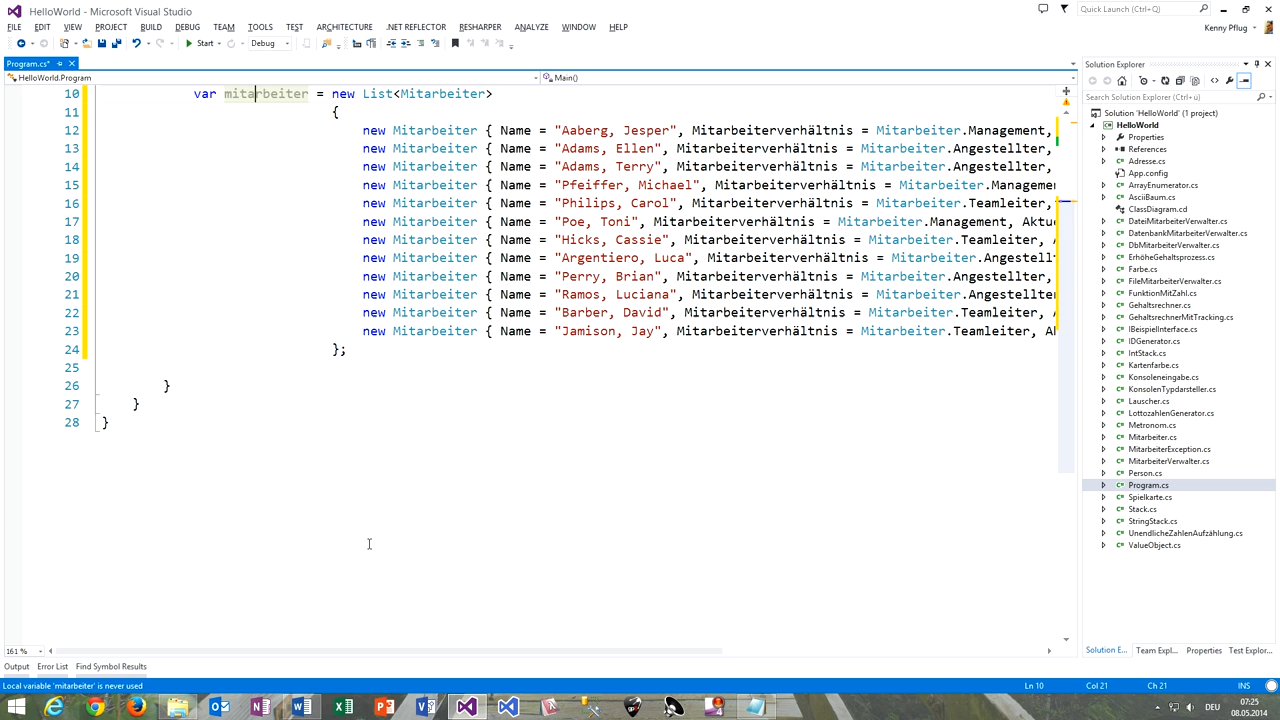 HelloWorld - Microsoft Visual Studio
Quick Launch (Ctrl+Q)
FILE EDIT VIEW PROJECT BUILD DEBUG TEAM TOOLS TEST ARCHITECTURE .NET REFLECTOR RESHARPER ANALYZE WINDOW HELP
Kenny Pflug
Start Debug
Program.cs*
HelloWorld.Program Main()
10 var mitarbeiter = new List<Mitarbeiter>
11 {
12 new Mitarbeiter { Name = "Aaberg, Jesper", Mitarbeiterverhältnis = Mitarbeiter.Management,
13 new Mitarbeiter { Name = "Adams, Ellen", Mitarbeiterverhältnis = Mitarbeiter.Angestellter,
14 new Mitarbeiter { Name = "Adams, Terry", Mitarbeiterverhältnis = Mitarbeiter.Angestellter,
15 new Mitarbeiter { Name = "Pfeiffer, Michael", Mitarbeiterverhältnis = Mitarbeiter.Manageme
16 new Mitarbeiter { Name = "Philips, Carol", Mitarbeiterverhältnis = Mitarbeiter.Teamleiter,
17 new Mitarbeiter { Name = "Poe, Toni", Mitarbeiterverhältnis = Mitarbeiter.Management, Aktu
18 new Mitarbeiter { Name = "Hicks, Cassie", Mitarbeiterverhältnis = Mitarbeiter.Teamleiter, A
19 new Mitarbeiter { Name = "Argentiero, Luca", Mitarbeiterverhältnis = Mitarbeiter.Angestellt
20 new Mitarbeiter { Name = "Perry, Brian", Mitarbeiterverhältnis = Mitarbeiter.Angestellter,
21 new Mitarbeiter { Name = "Ramos, Luciana", Mitarbeiterverhältnis = Mitarbeiter.Angestellter
22 new Mitarbeiter { Name = "Barber, David", Mitarbeiterverhältnis = Mitarbeiter.Teamleiter, A
23 new Mitarbeiter { Name = "Jamison, Jay", Mitarbeiterverhältnis = Mitarbeiter.Teamleiter, Ak
24 };
25
26 }
27 }
28 }
161 %
Solution Explorer
Search Solution Explorer (Ctrl+ü)
Solution 'HelloWorld' (1 project)
HelloWorld
Properties
References
Adresse.cs
App.config
ArrayEnumerator.cs
AsciiBaum.cs
ClassDiagram.cd
DateiMitarbeiterVerwalter.cs
DatenbankMitarbeiterVerwalter.cs
DbMitarbeiterVerwalter.cs
ErhöheGehaltsprozess.cs
Farbe.cs
FileMitarbeiterVerwalter.cs
FunktionMitZahl.cs
Gehaltsrechner.cs
GehaltsrechnerMitTracking.cs
IBeispielInterface.cs
IDGenerator.cs
IntStack.cs
Kartenfarbe.cs
Konsoleneingabe.cs
KonsolenTypdarsteller.cs
Lauscher.cs
LottozahlenGenerator.cs
Metronom.cs
Mitarbeiter.cs
MitarbeiterException.cs
MitarbeiterVerwalter.cs
Person.cs
Program.cs
Spielkarte.cs
Stack.cs
StringStack.cs
UnendlicheZahlenAufzählung.cs
ValueObject.cs
Solution E... Team Expl... Properties Test Explor...
Output Error List Find Symbol Results
Local variable 'mitarbeiter' is never used Ln 10 Col 21 Ch 21 INS
DEU 07:25
08.05.2014